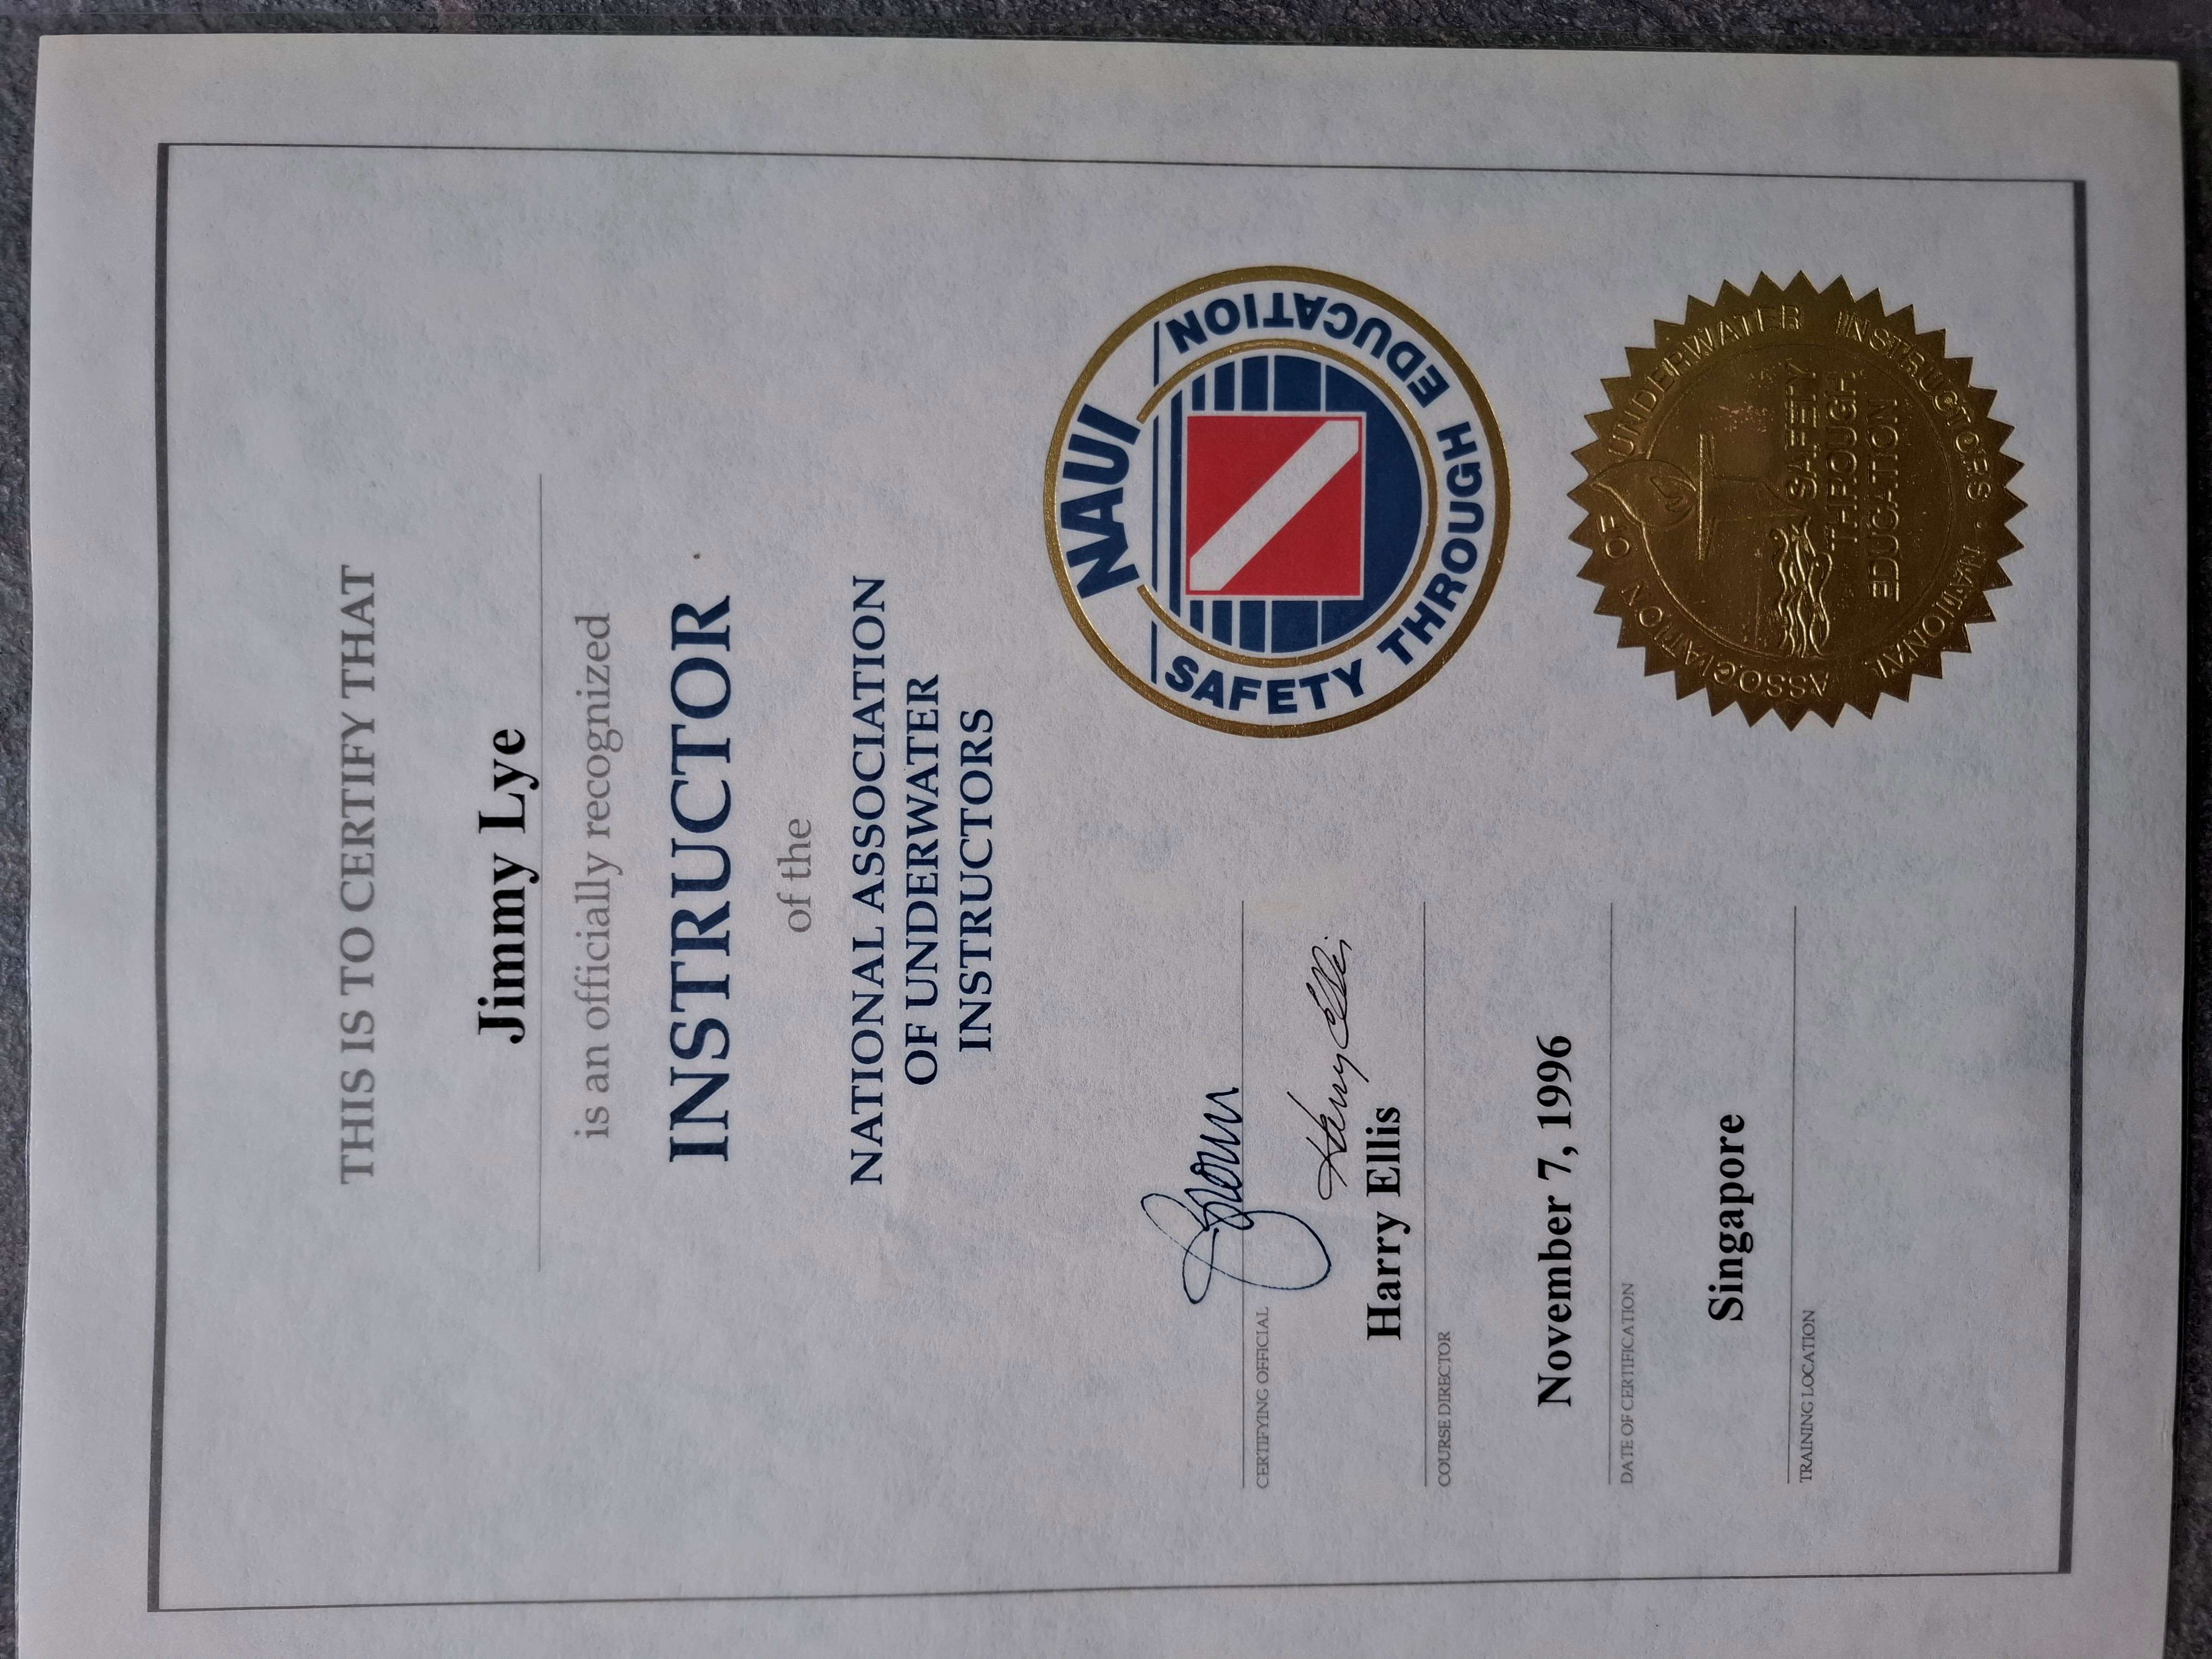 THIS IS TO CERTIFY THAT
Jimmy Lye
is an officially recognized
INSTRUCTOR
of the
NATIONAL ASSOCIATION
OF UNDERWATER
INSTRUCTORS
NAUI
SAFETY THROUGH EDUCATION
CERTIFYING OFFICIAL
Harry Ellis
Harry Ellis
COURSE DIRECTOR
November 7, 1996
DATE OF CERTIFICATION
Singapore
TRAINING LOCATION
NATIONAL ASSOCIATION OF UNDERWATER INSTRUCTORS
SAFETY
THROUGH
EDUCATION